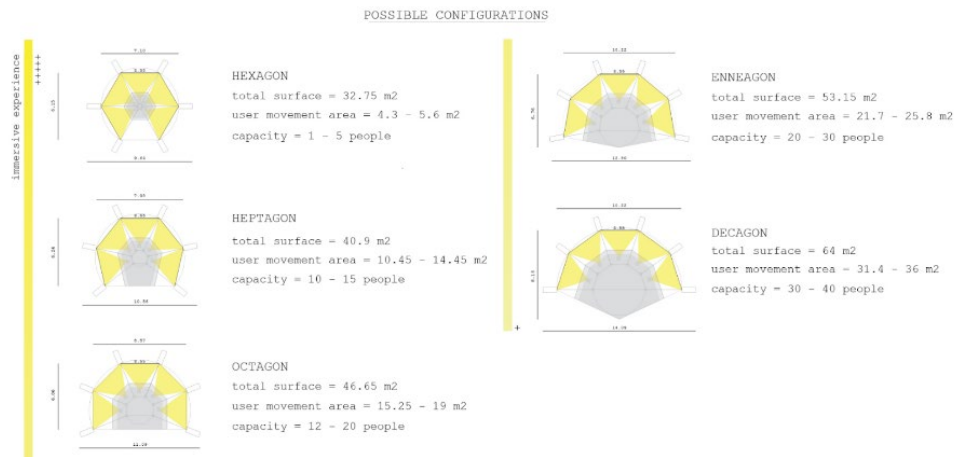 POSSIBLE CONFIGURATIONS
immersive experience
+++++
HEXAGON
total surface = 32.75 m2
user movement area = 4.3 - 5.6 m2
capacity = 1 - 5 people
HEPTAGON
total surface = 40.9 m2
user movement area = 10.45 - 14.45 m2
capacity = 10 - 15 people
OCTAGON
total surface = 46.65 m2
user movement area = 15.25 - 19 m2
capacity = 12 - 20 people
ENNEAGON
total surface = 53.15 m2
user movement area = 21.7 - 25.8 m2
capacity = 20 - 30 people
DECAGON
total surface = 64 m2
user movement area = 31.4 - 36 m2
capacity = 30 - 40 people
+